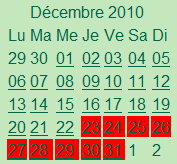 Décembre 2010
Lu Ma Me Je Ve Sa Di
29 30 01 02 03 04 05
06 07 08 09 10 11 12
13 14 15 16 17 18 19
20 21 22 23 24 25 26
27 28 29 30 31 1 2